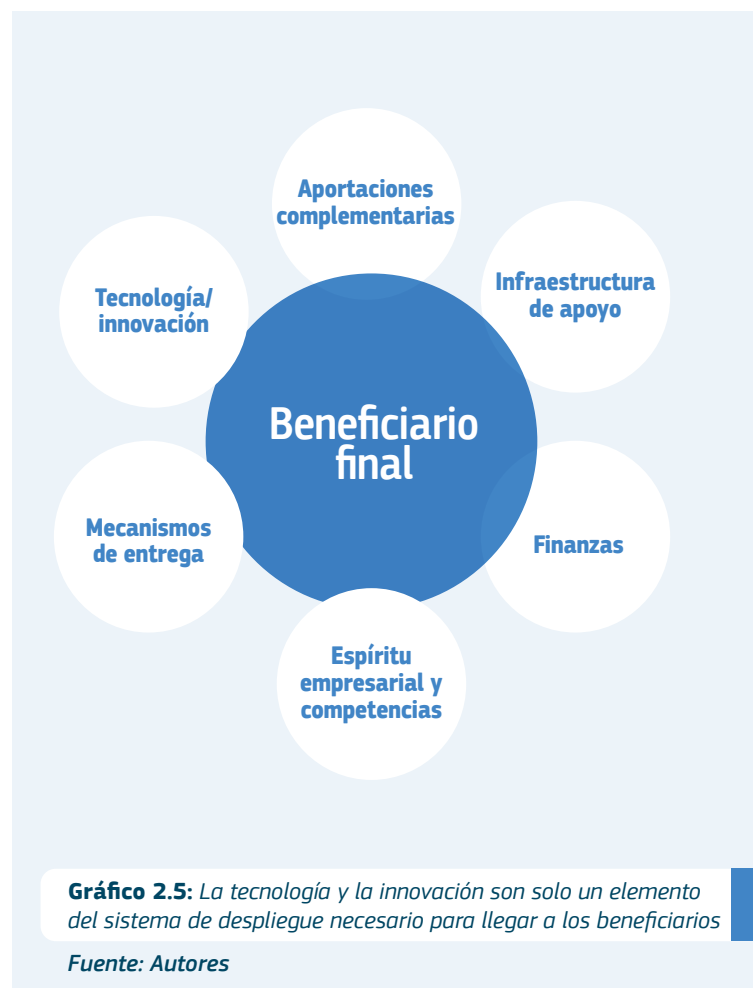 Aportaciones
complementarias
Infraestructura
de apoyo
Tecnología/
innovación
Beneficiario
final
Mecanismos
de entrega
Finanzas
Espíritu
empresarial y
competencias
Gráfico 2.5: La tecnología y la innovación son solo un elemento
del sistema de despliegue necesario para llegar a los beneficiarios
Fuente: Autores